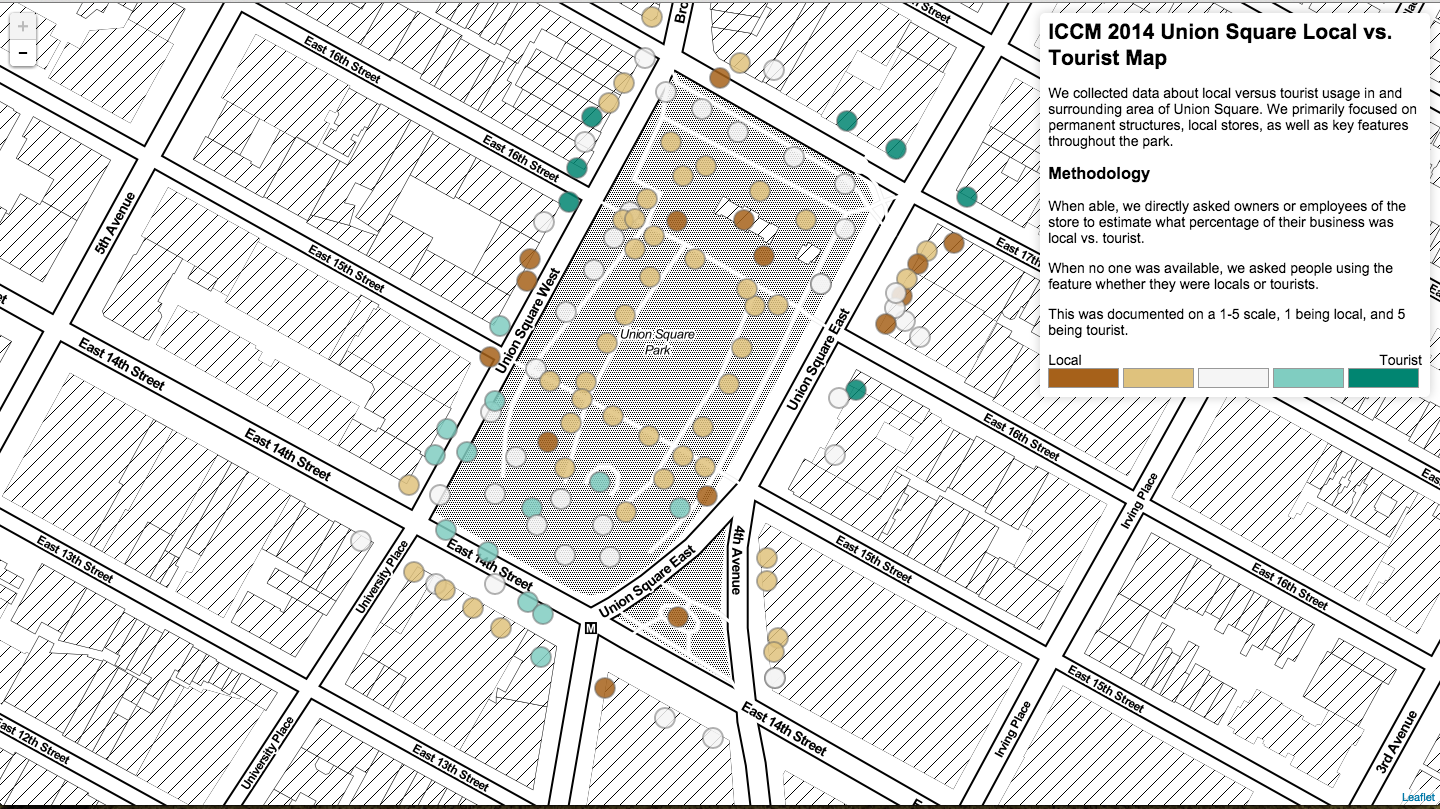 ICCM 2014 Union Square Local vs.
Tourist Map
We collected data about local versus tourist usage in and
surrounding area of Union Square. We primarily focused on
permanent structures, local stores, as well as key features
throughout the park.
Methodology
When able, we directly asked owners or employees of the
store to estimate what percentage of their business was
local vs. tourist.
When no one was available, we asked people using the
feature whether they were locals or tourists.
This was documented on a 1-5 scale, 1 being local, and 5
being tourist.
Local Tourist
+
−
East 16th Street
East 16th Street
5th Avenue
East 15th Street
Union Square West
East 14th Street
East 14th Street
Union Square
Park
Union Square East
East 17th
East 16th Street
Irving Place
East 13th Street
University Place
East 14th Street
Union Square East
4th Avenue
East 15th Street
East 16th Street
M
East 15th Street
East 12th Street
University Place
East 13th Street
East 14th Street
Irving Place
3rd Avenue
Leaflet